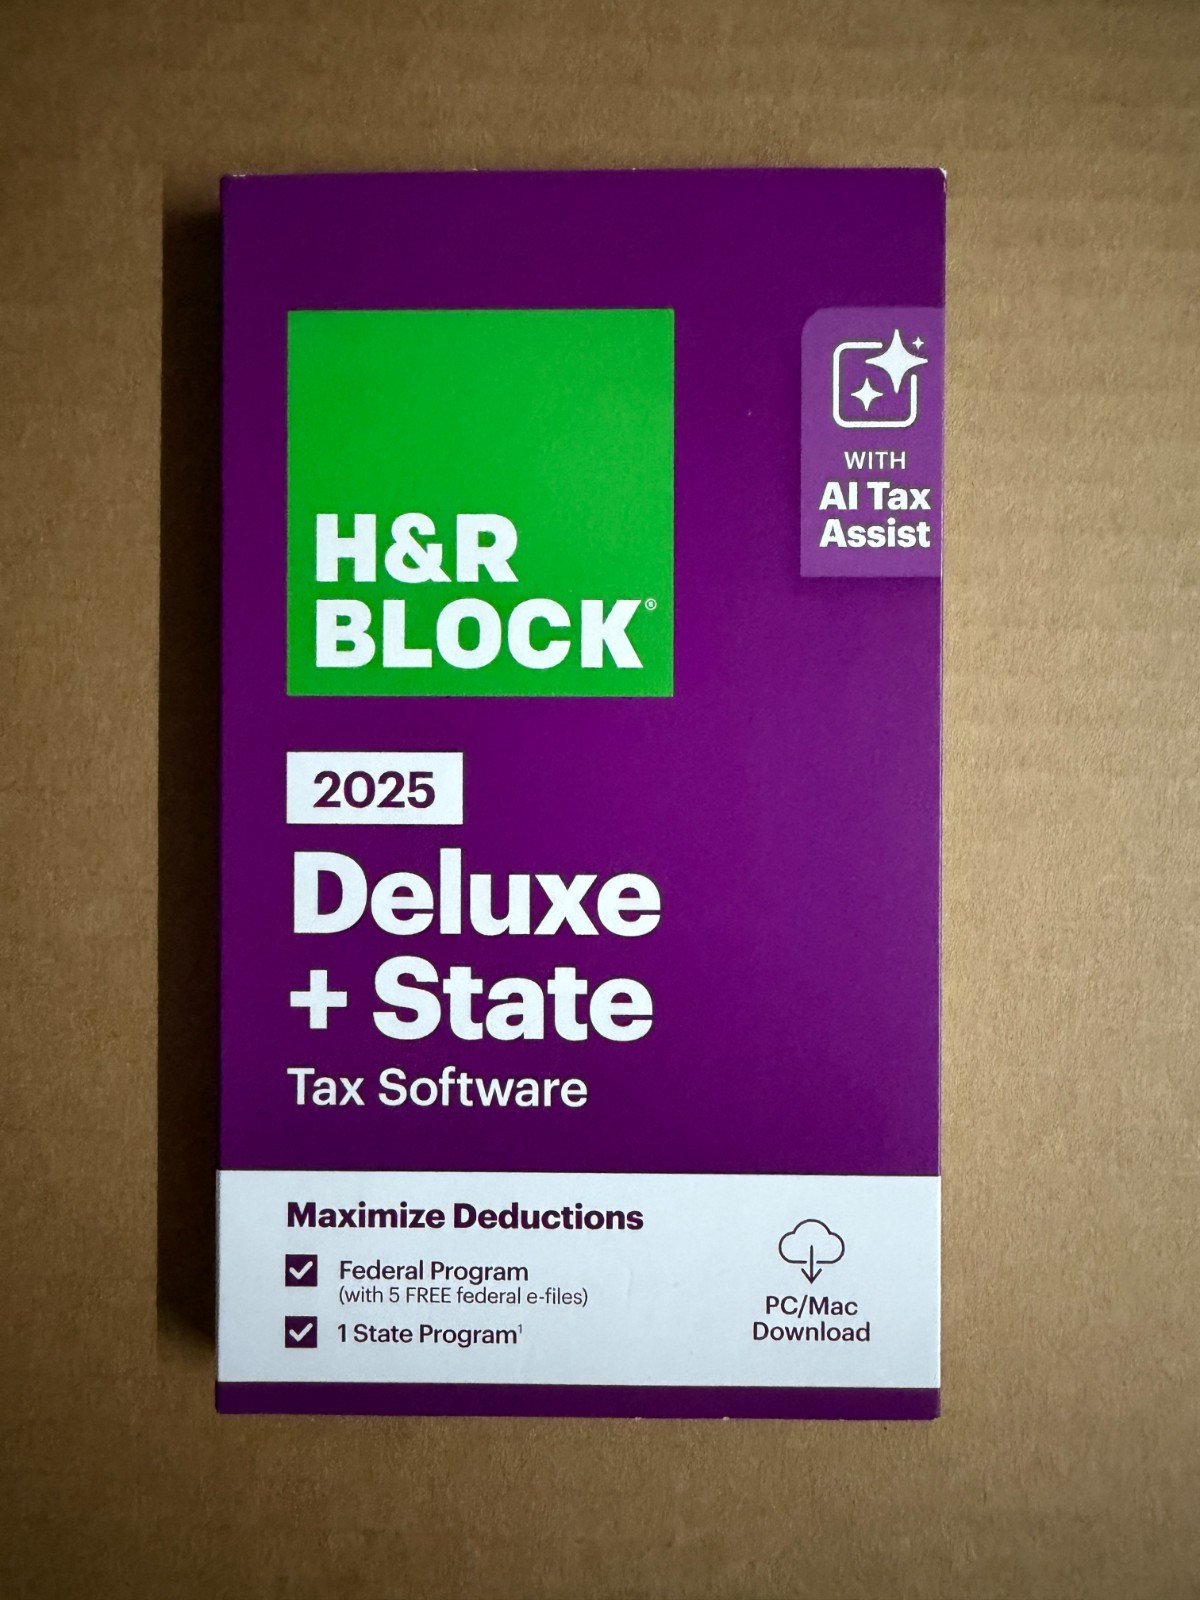 H&R
BLOCK®
WITH
AI Tax
Assist
2025
Deluxe
+ State
Tax Software
Maximize Deductions
Federal Program
(with 5 FREE federal e-files)
1 State Program¹
PC/Mac
Download